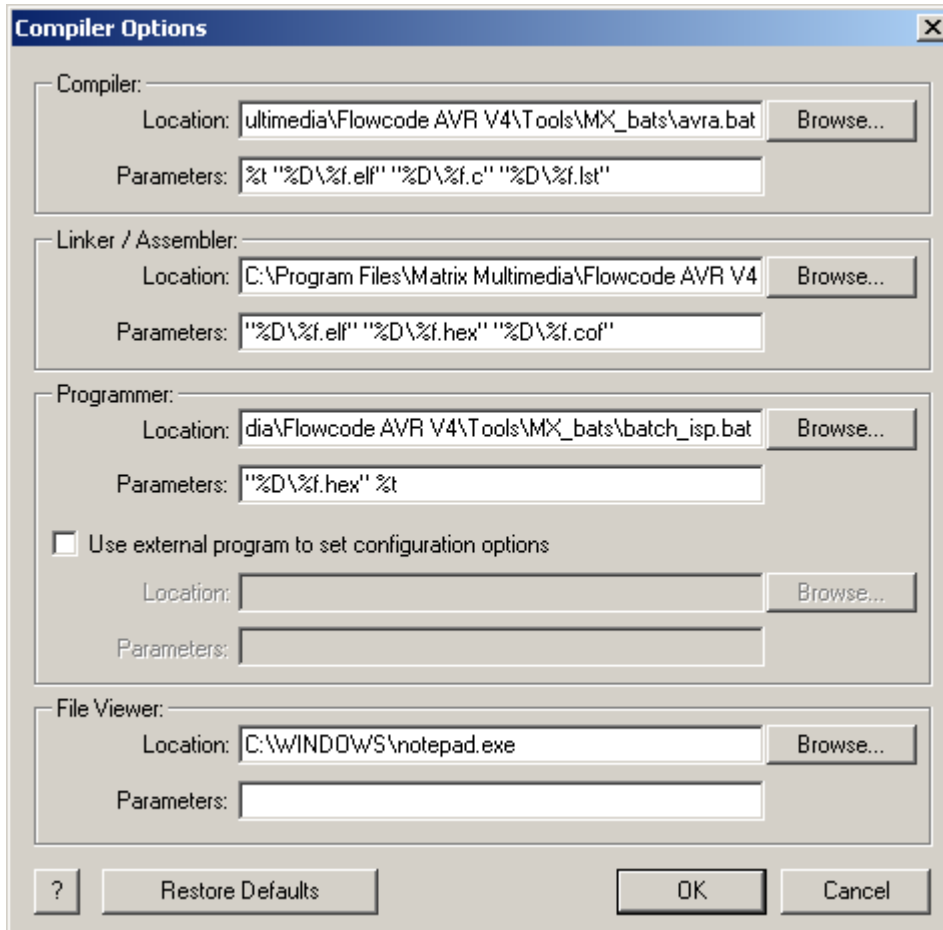 Compiler Options
Compiler:
Location: ultimedia\Flowcode AVR V4\Tools\MX_bats\avra.bat Browse...
Parameters: %t "%D\%f.elf" "%D\%f.c" "%D\%f.lst"
Linker / Assembler:
Location: C:\Program Files\Matrix Multimedia\Flowcode AVR V4 Browse...
Parameters: "%D\%f.elf" "%D\%f.hex" "%D\%f.cof"
Programmer:
Location: dia\Flowcode AVR V4\Tools\MX_bats\batch_isp.bat Browse...
Parameters: "%D\%f.hex" %t
Use external program to set configuration options
Location: Browse...
Parameters:
File Viewer:
Location: C:\WINDOWS\notepad.exe Browse...
Parameters:
? Restore Defaults OK Cancel